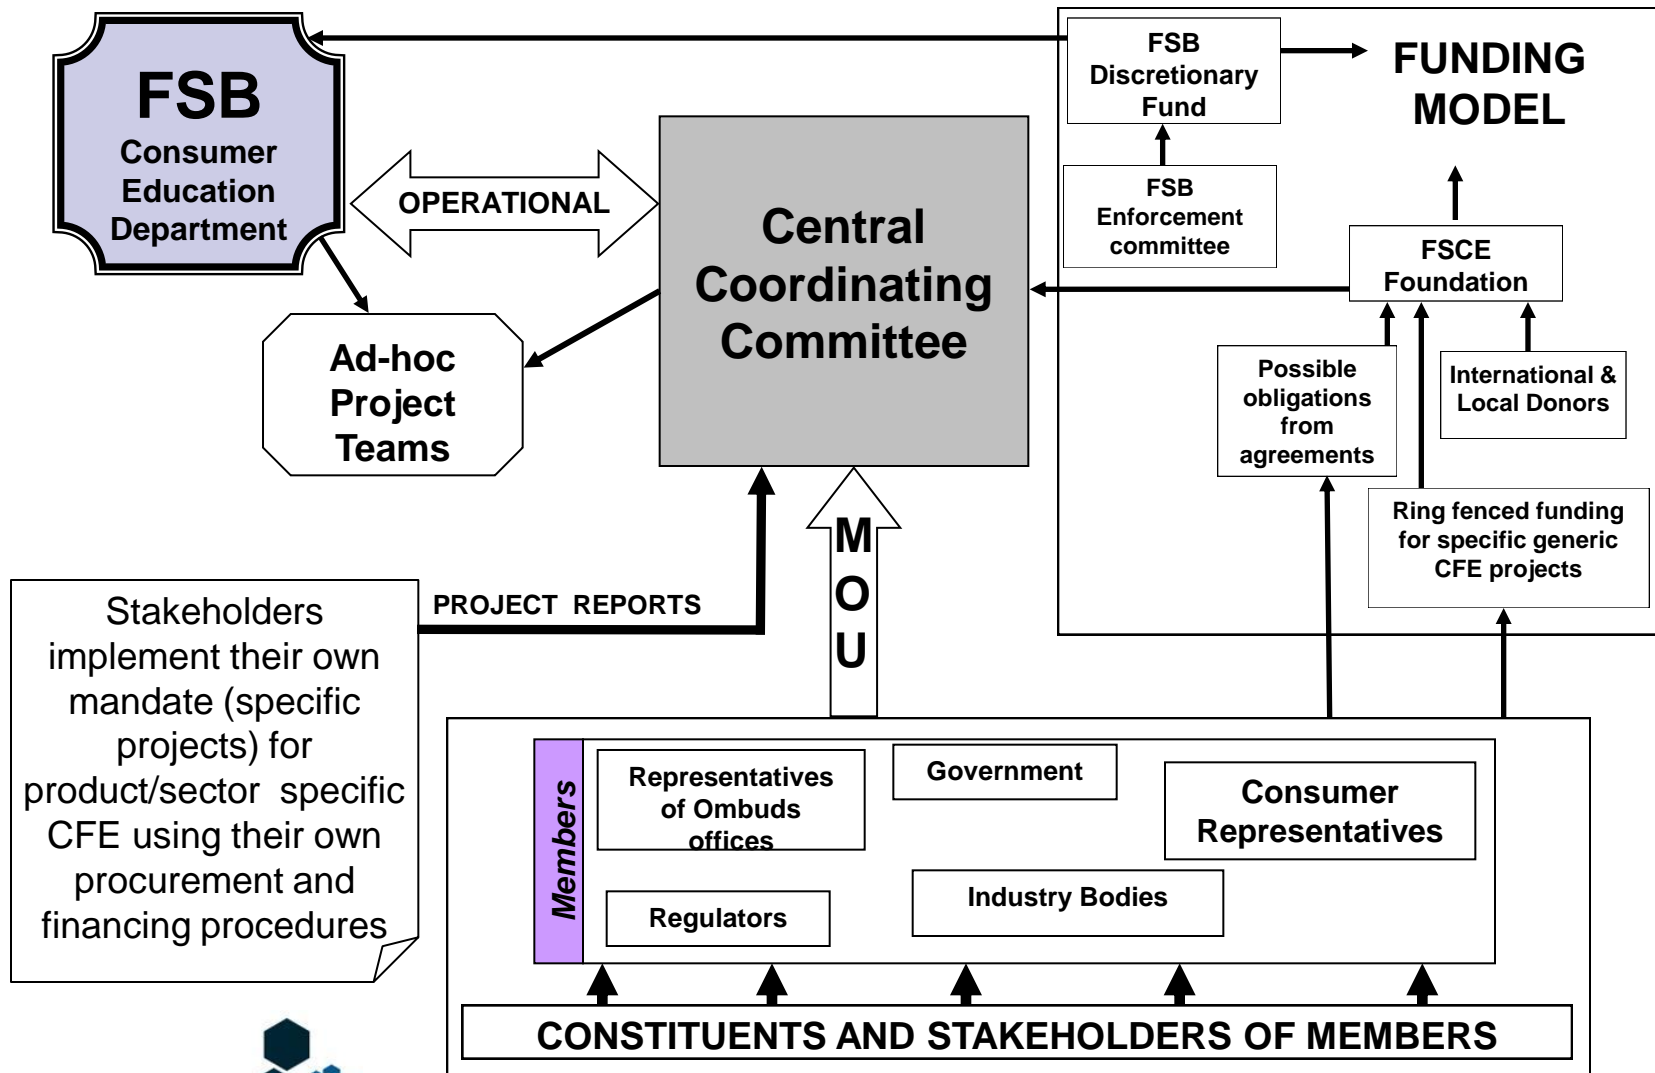 FSB
Consumer
Education
Department
OPERATIONAL
Central
Coordinating
Committee
Ad-hoc
Project
Teams
FSB
Discretionary
Fund
FUNDING
MODEL
FSB
Enforcement
committee
FSCE
Foundation
Possible
obligations
from
agreements
International &
Local Donors
Ring fenced funding
for specific generic
CFE projects
M
O
U
PROJECT REPORTS
Stakeholders
implement their own
mandate (specific
projects) for
product/sector specific
CFE using their own
procurement and
financing procedures
Members
Representatives
of Ombuds
offices
Government
Consumer
Representatives
Regulators
Industry Bodies
CONSTITUENTS AND STAKEHOLDERS OF MEMBERS